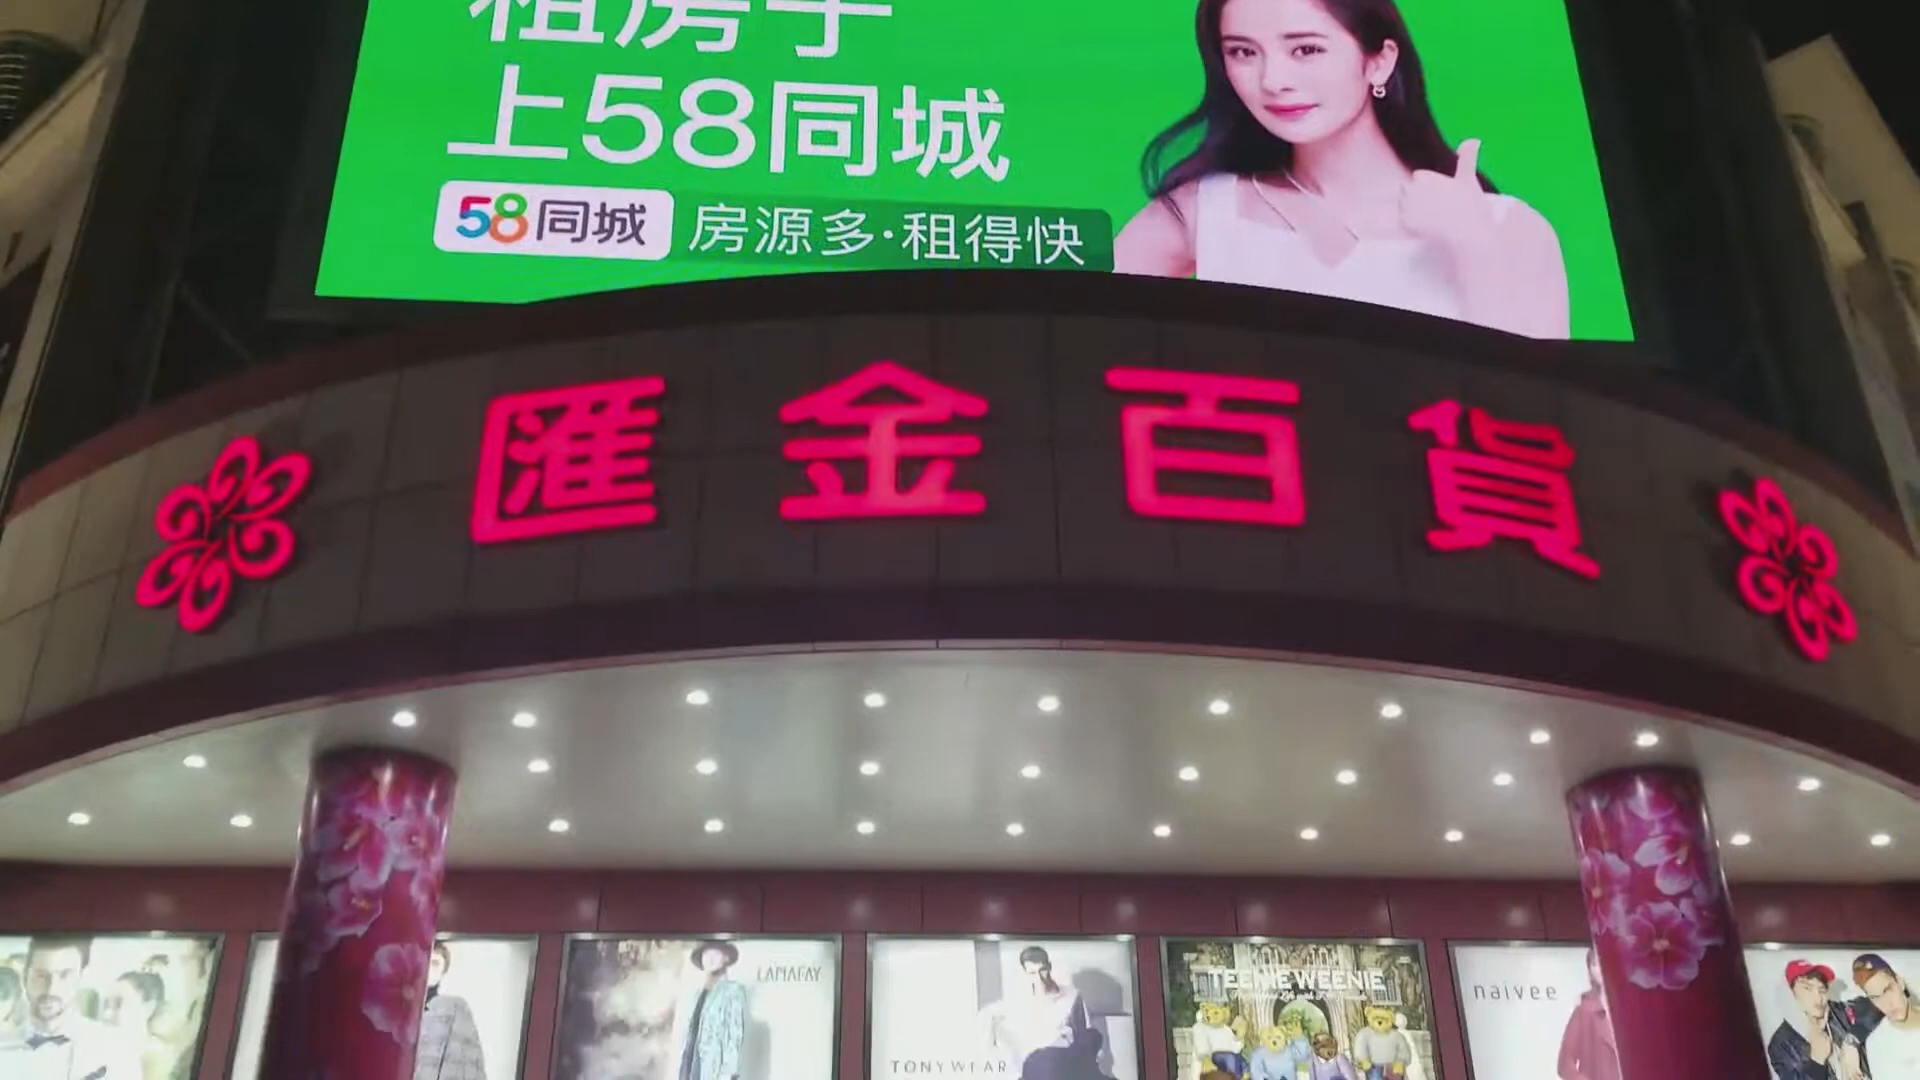 租房子
上58同城
58同城 房源多·租得快
匯金百貨
LANAFAY
TONYWEAR
TEENIE WEENIE
naivee